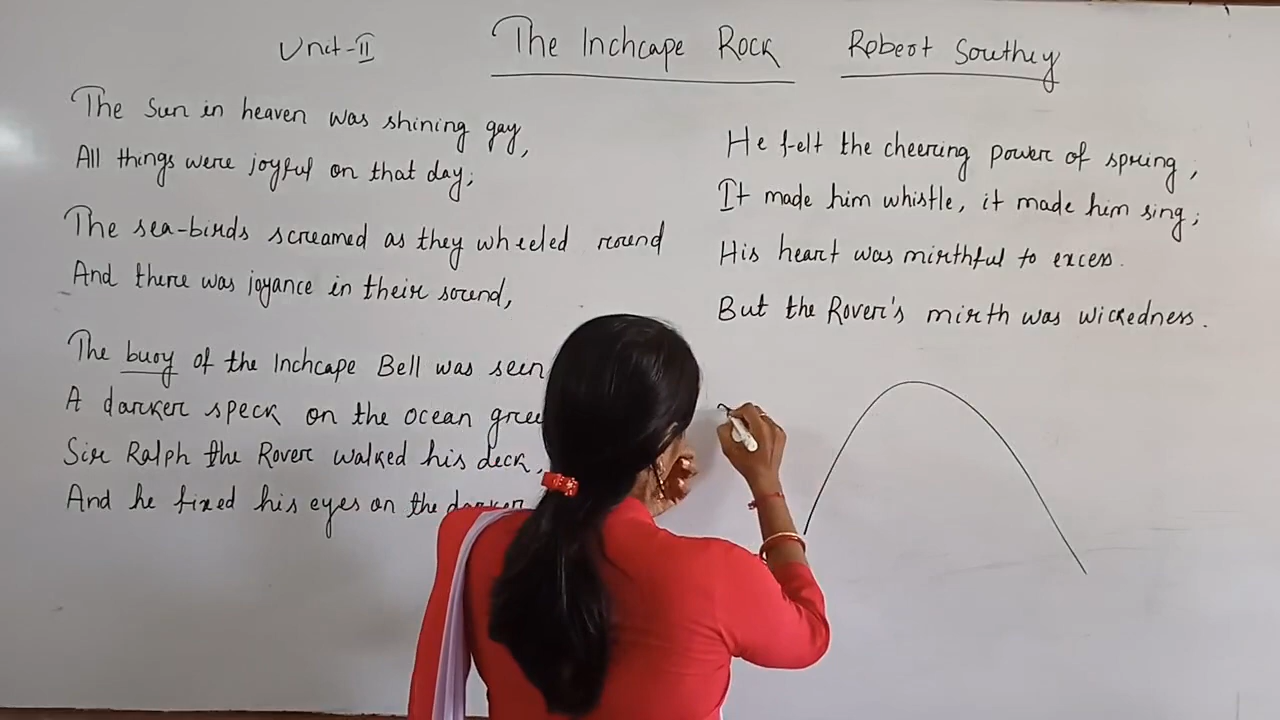 Unit-II The Inchcape Rock Robert Southey
The Sun in heaven was shining gay,
All things were joyful on that day;
The sea-birds screamed as they wheeled round
And there was joyance in their sound,
The buoy of the Inchcape Bell was seen
A darker speck on the ocean
Sir Ralph the Rover walked his deck,
And he fixed his eyes on the darker
He felt the cheering power of spring;
It made him whistle, it made him sing;
His heart was mirthful to excess.
But the Rover's mirth was wickedness.